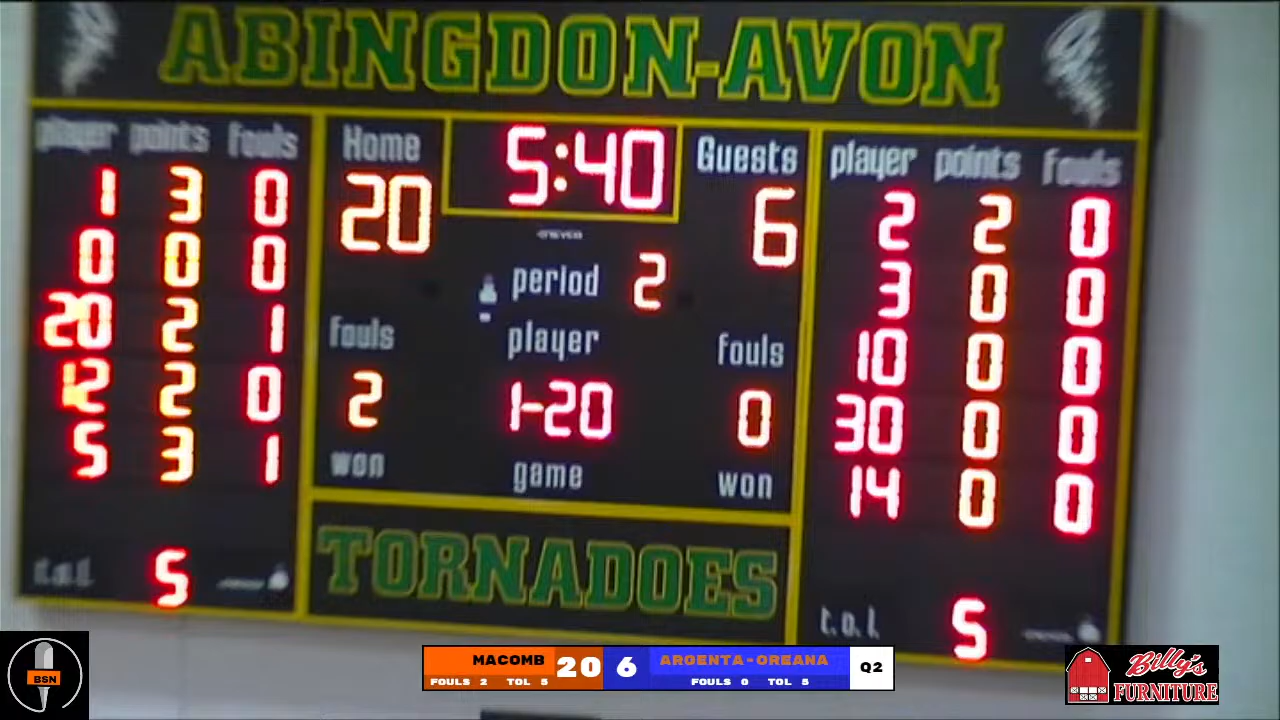 ABINGDON-AVON
player points fouls
1 3 0
0 0 0
20 2 1
12 2 0
5 3 1
t.o.l. 5
Home
20
5:40
Guests
6
period 2
fouls
2
player
1-20
fouls
0
won
game
won
TORNADOES
player points fouls
2 2 0
3 0 0
10 0 0
30 0 0
14 0 0
t.o.l. 5
BSN
MACOMB 20 6 ARGENTA-OREANA Q2
FOULS 2 TOL 5 FOULS 0 TOL 5
Billy's
FURNITURE